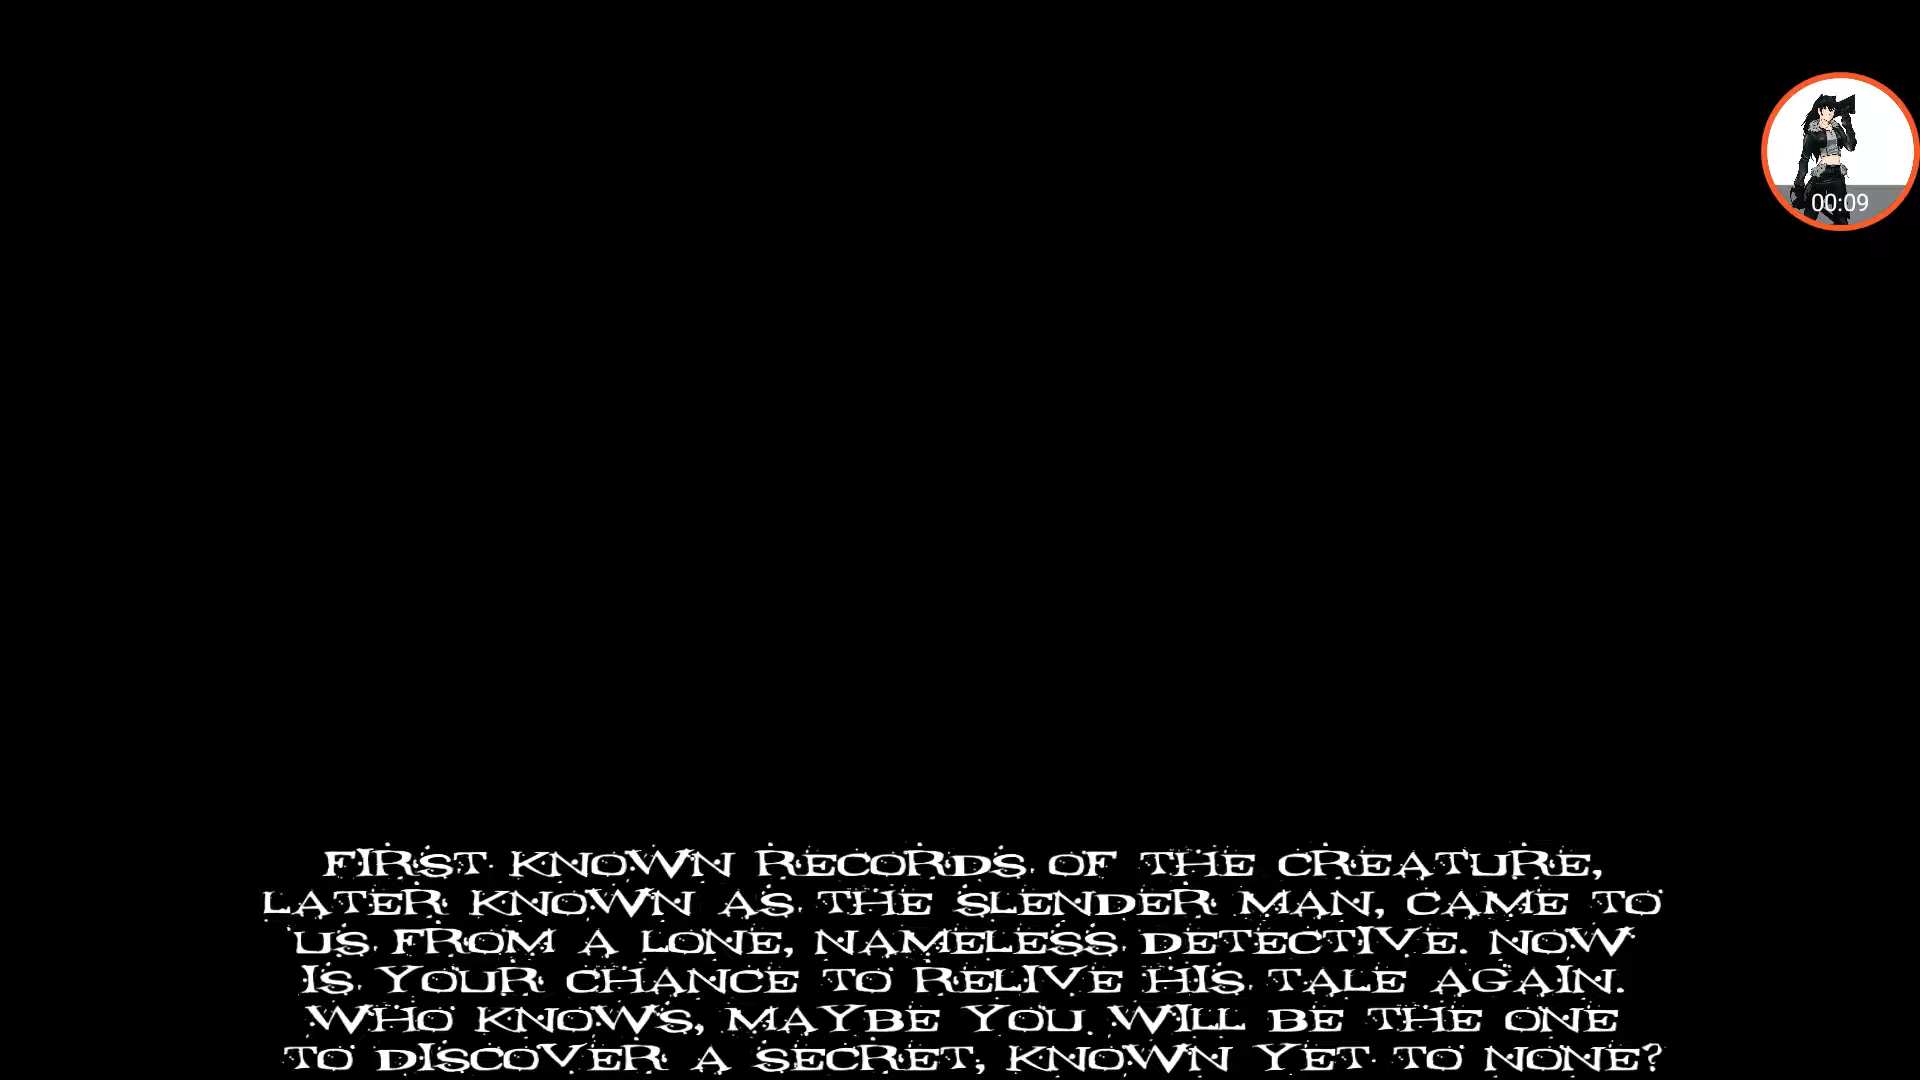 00:09
FIRST KNOWN RECORDS OF THE CREATURE,
LATER KNOWN AS THE SLENDER MAN, CAME TO
US FROM A LONE, NAMELESS DETECTIVE. NOW
IS YOUR CHANCE TO RELIVE HIS TALE AGAIN.
WHO KNOWS, MAYBE YOU WILL BE THE ONE
TO DISCOVER A SECRET, KNOWN YET TO NONE?